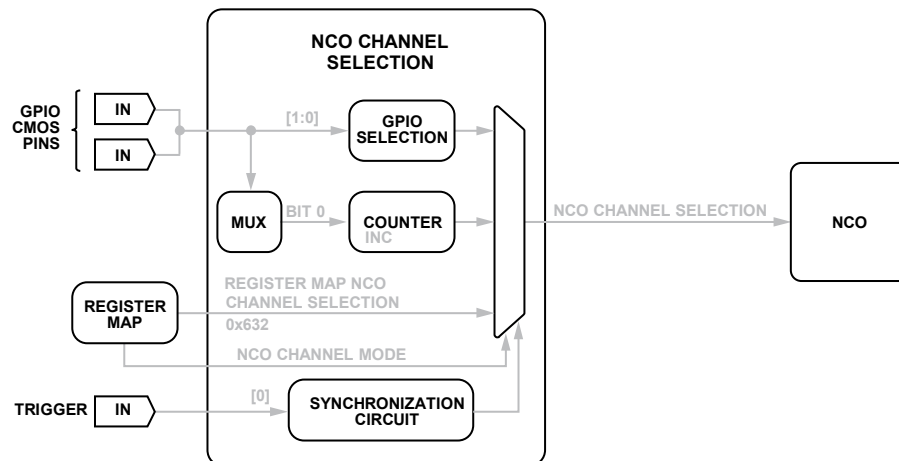 NCO CHANNEL
SELECTION
GPIO
CMOS
PINS
IN
IN
[1:0]
GPIO
SELECTION
MUX
BIT 0
COUNTER
INC
NCO CHANNEL SELECTION
NCO
REGISTER
MAP
REGISTER MAP NCO
CHANNEL SELECTION
0x632
NCO CHANNEL MODE
TRIGGER
IN
[0]
SYNCHRONIZATION
CIRCUIT